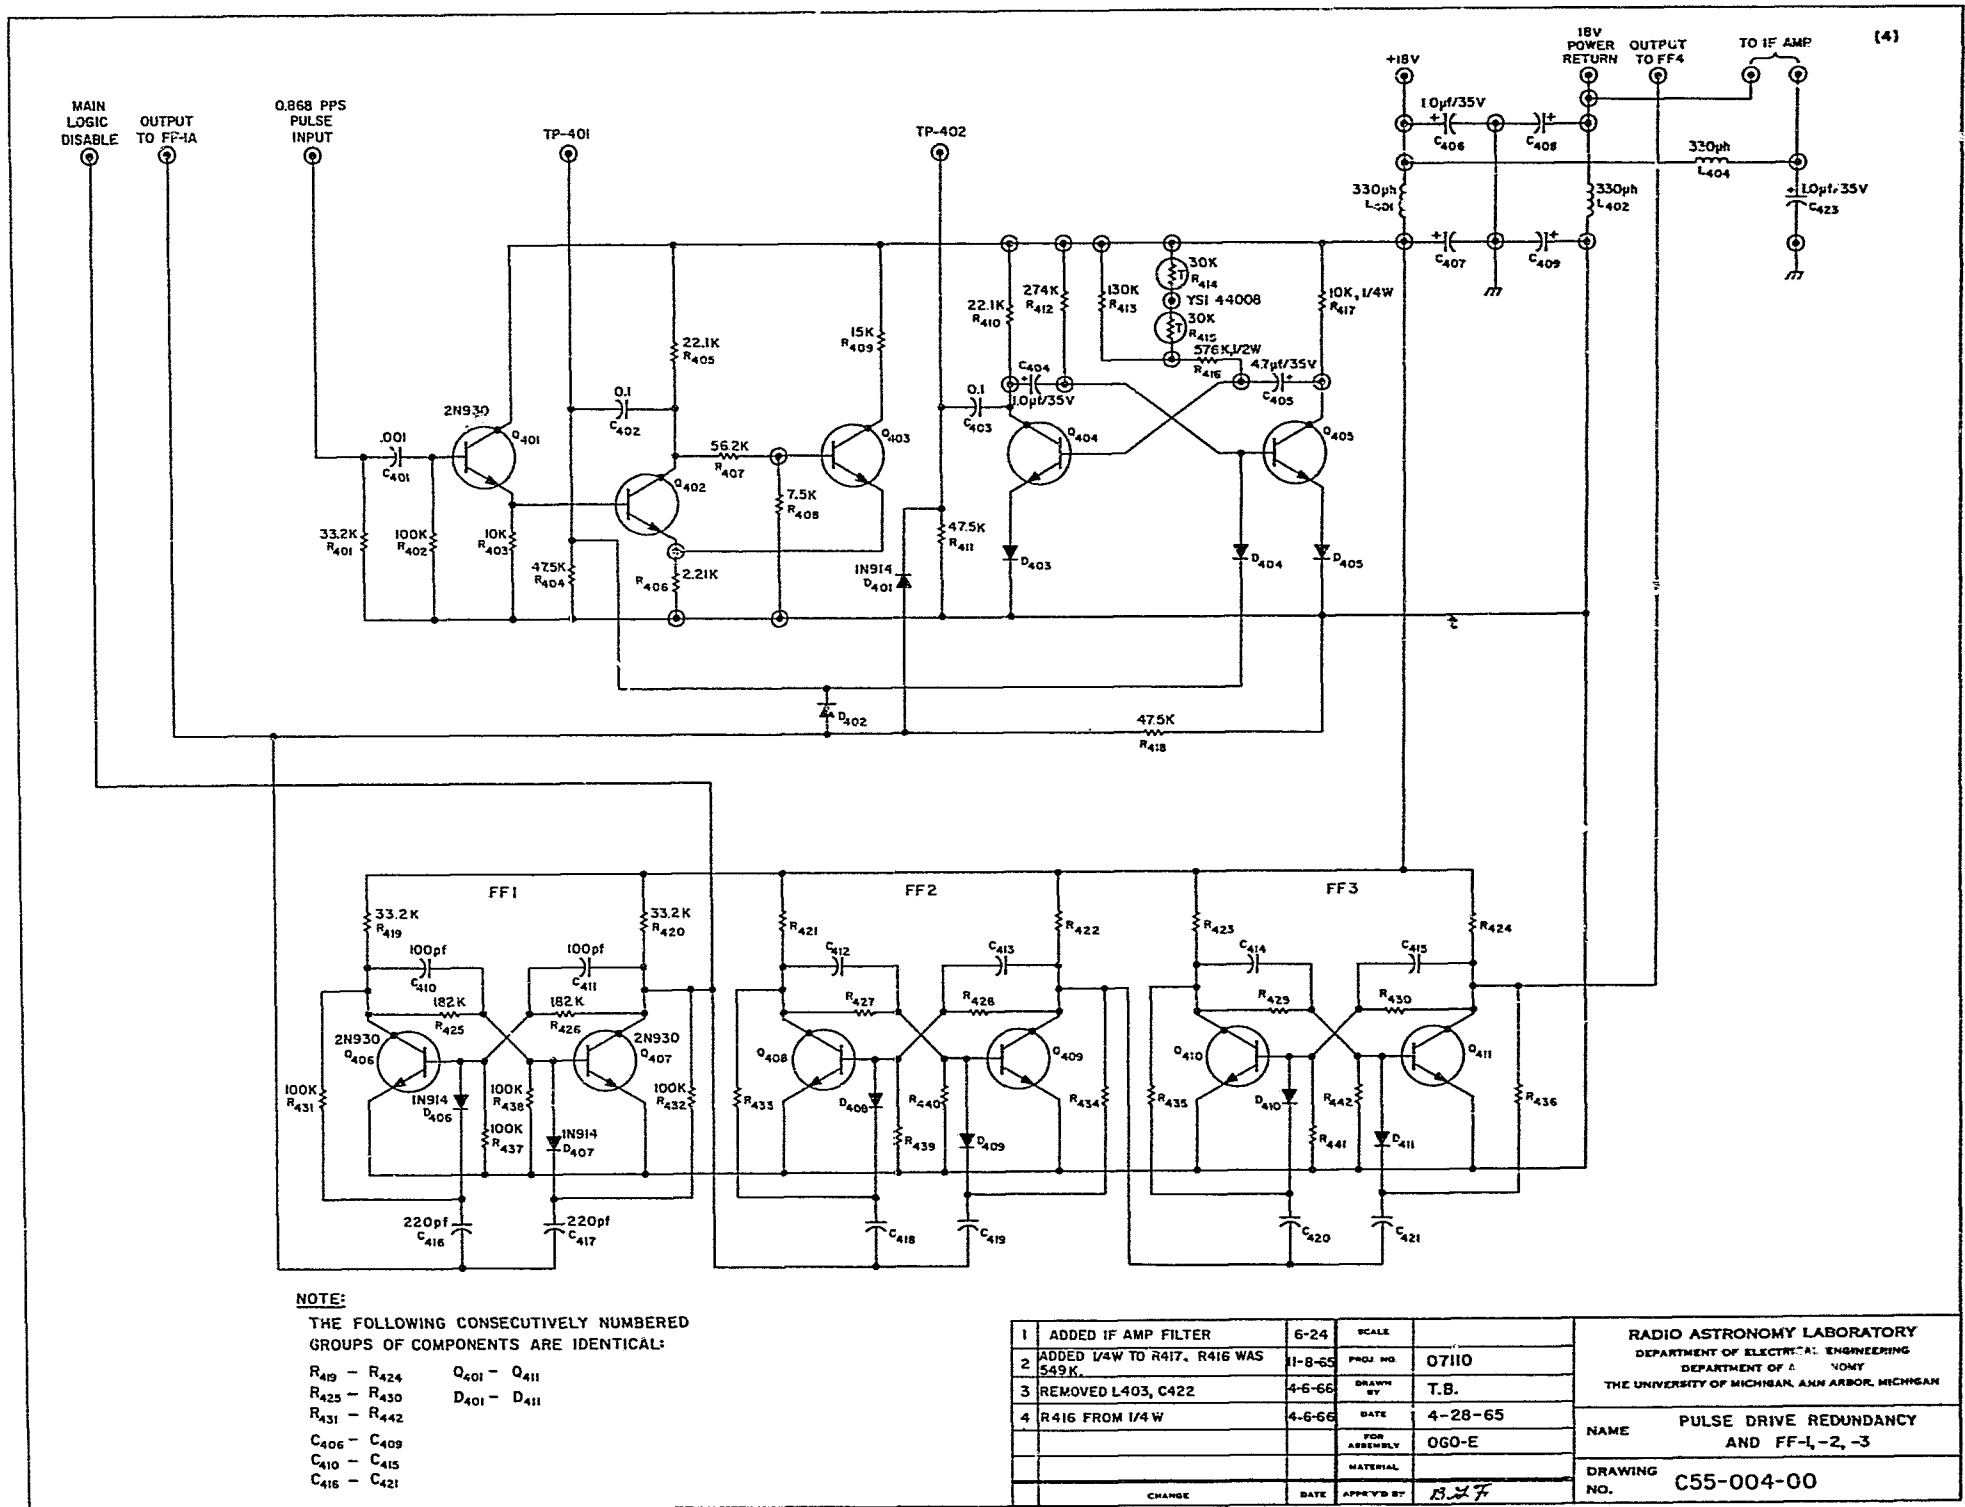 (4)
MAIN
LOGIC
DISABLE
OUTPUT
TO FF-1A
0.868 PPS
PULSE
INPUT
TP-401
TP-402
+18V
18V
POWER
RETURN
OUTPUT
TO FF4
TO IF AMP
1.0µf/35V
C406
C408
330µh
L404
330µh
L401
330µh
L402
1.0µf/35V
C423
C407
C409
22.1K
R405
15K
R409
22.1K
R410
274K
R412
130K
R413
30K
R414
YSI 44008
30K
R415
576K,1/2W
R416
10K,1/4W
R417
4.7µf/35V
C405
C404
1.0µf/35V
0.1
C403
2N930
Q401
.001
C401
0.1
C402
56.2K
R407
Q402
Q403
Q404
Q405
7.5K
R408
33.2K
R401
100K
R402
10K
R403
47.5K
R404
R406
2.21K
1N914
D401
47.5K
R411
D403
D404
D405
D402
47.5K
R418
FF1
FF2
FF3
33.2K
R419
33.2K
R420
R421
R422
R423
R424
100pf
C410
100pf
C411
C412
C413
C414
C415
182K
R425
182K
R426
R427
R428
R429
R430
2N930
Q406
2N930
Q407
Q408
Q409
Q410
Q411
100K
R431
1N914
D406
100K
R438
100K
R437
1N914
D407
100K
R432
R433
D408
R440
R439
D409
R434
R435
D410
R442
R441
D411
R436
220pf
C416
220pf
C417
C418
C419
C420
C421
NOTE:
THE FOLLOWING CONSECUTIVELY NUMBERED
GROUPS OF COMPONENTS ARE IDENTICAL:
R419 – R424 Q401 – Q411
R425 – R430 D401 – D411
R431 – R442
C406 – C409
C410 – C415
C416 – C421
1 ADDED IF AMP FILTER 6-24
2 ADDED 1/4W TO R417. R416 WAS 549K. 11-8-65
3 REMOVED L403, C422 4-6-66
4 R416 FROM 1/4 W 4-6-66
CHANGE DATE
SCALE
PROJ. NO. 07110
DRAWN BY T.B.
DATE 4-28-65
FOR ASSEMBLY OGO-E
MATERIAL
APPRV'D BY BJF
RADIO ASTRONOMY LABORATORY
DEPARTMENT OF ELECTRICAL ENGINEERING
DEPARTMENT OF
THE UNIVERSITY OF MICHIGAN, ANN ARBOR, MICHIGAN
NAME PULSE DRIVE REDUNDANCY
AND FF-1, -2, -3
DRAWING NO. C55-004-00